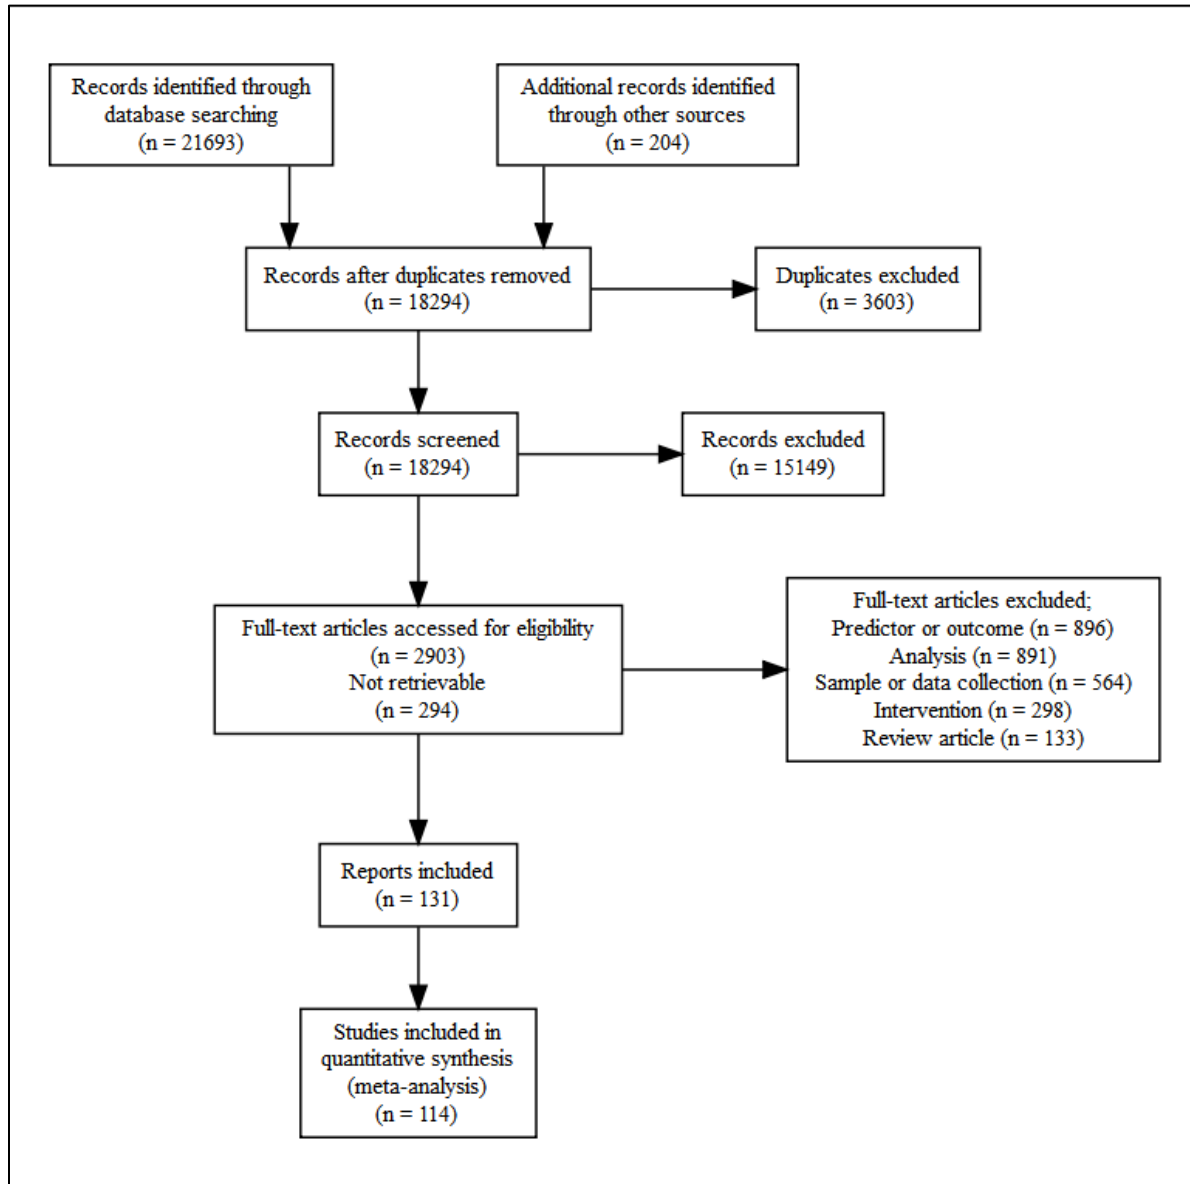 Records identified through
database searching
(n = 21693)
Additional records identified
through other sources
(n = 204)
Records after duplicates removed
(n = 18294)
Duplicates excluded
(n = 3603)
Records screened
(n = 18294)
Records excluded
(n = 15149)
Full-text articles accessed for eligibility
(n = 2903)
Not retrievable
(n = 294)
Full-text articles excluded;
Predictor or outcome (n = 896)
Analysis (n = 891)
Sample or data collection (n = 564)
Intervention (n = 298)
Review article (n = 133)
Reports included
(n = 131)
Studies included in
quantitative synthesis
(meta-analysis)
(n = 114)